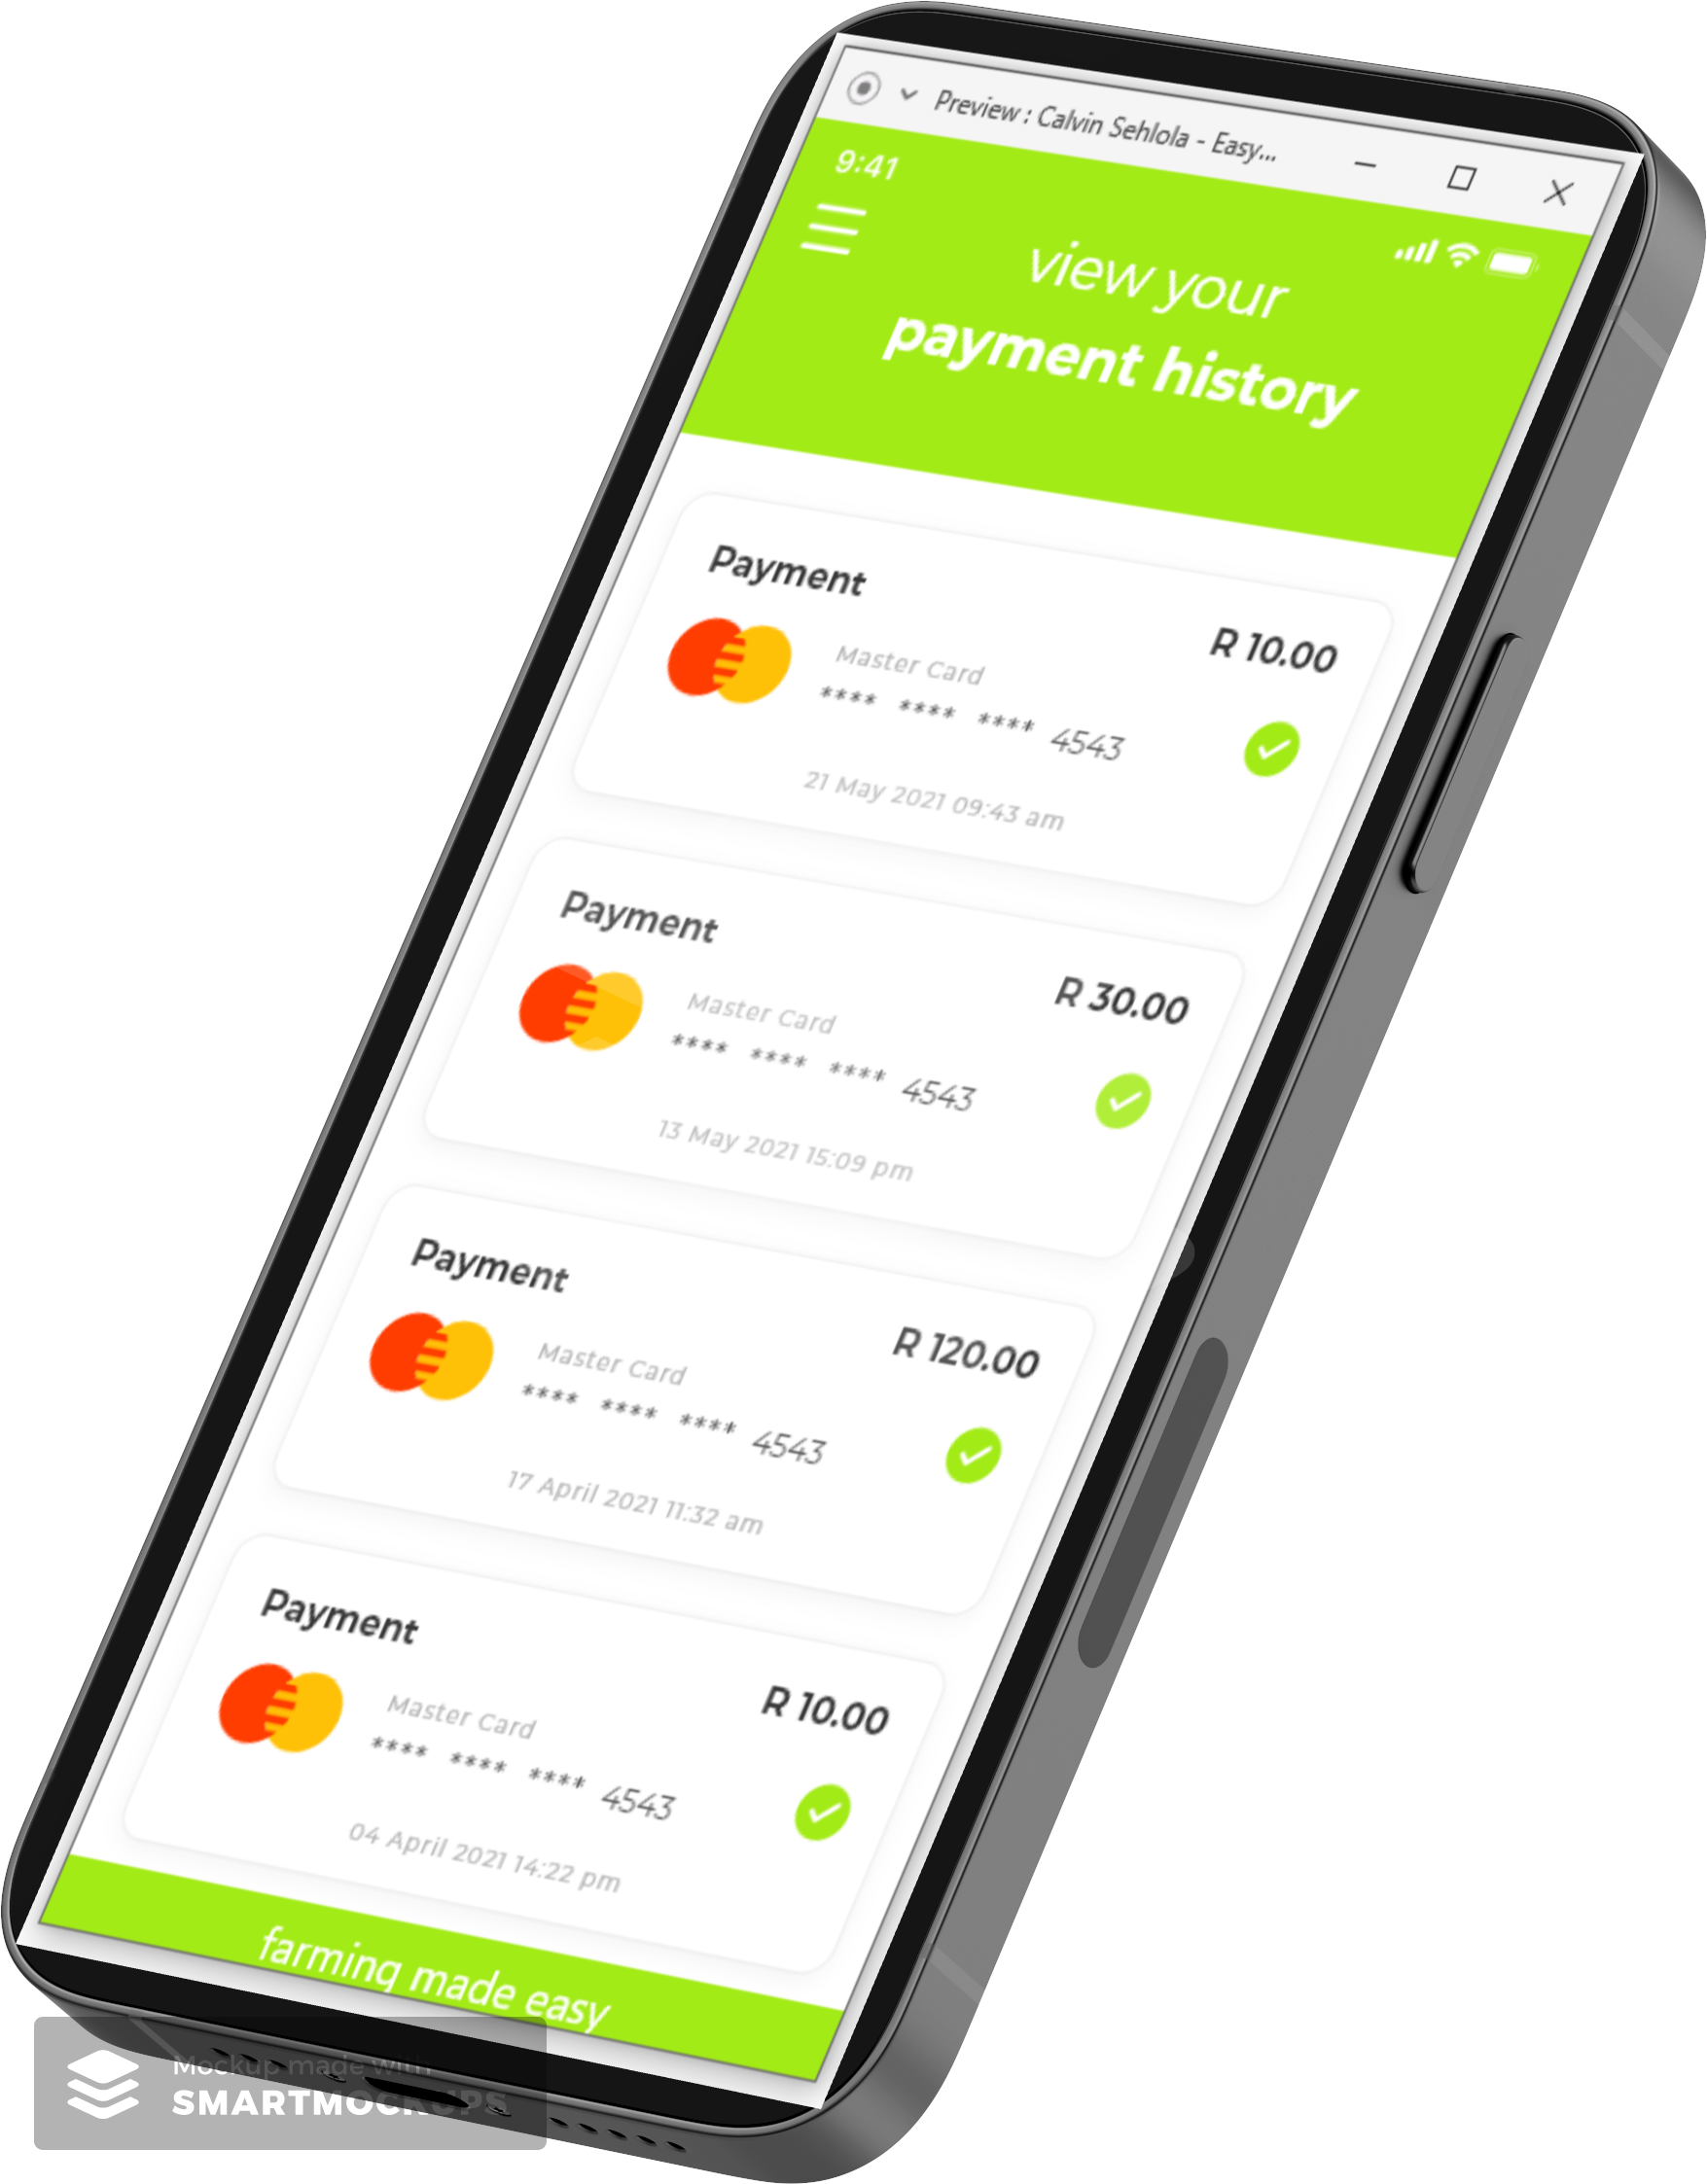 Preview : Calvin Sehlola - Easy...
9:41
view your
payment history
Payment
R 10.00
Master Card
**** **** **** 4543
21 May 2021 09:43 am
Payment
R 30.00
Master Card
**** **** **** 4543
13 May 2021 15:09 pm
Payment
R 120.00
Master Card
**** **** **** 4543
17 April 2021 11:32 am
Payment
R 10.00
Master Card
**** **** **** 4543
04 April 2021 14:22 pm
farming made easy
Mockup made with
SMARTMOCKUPS